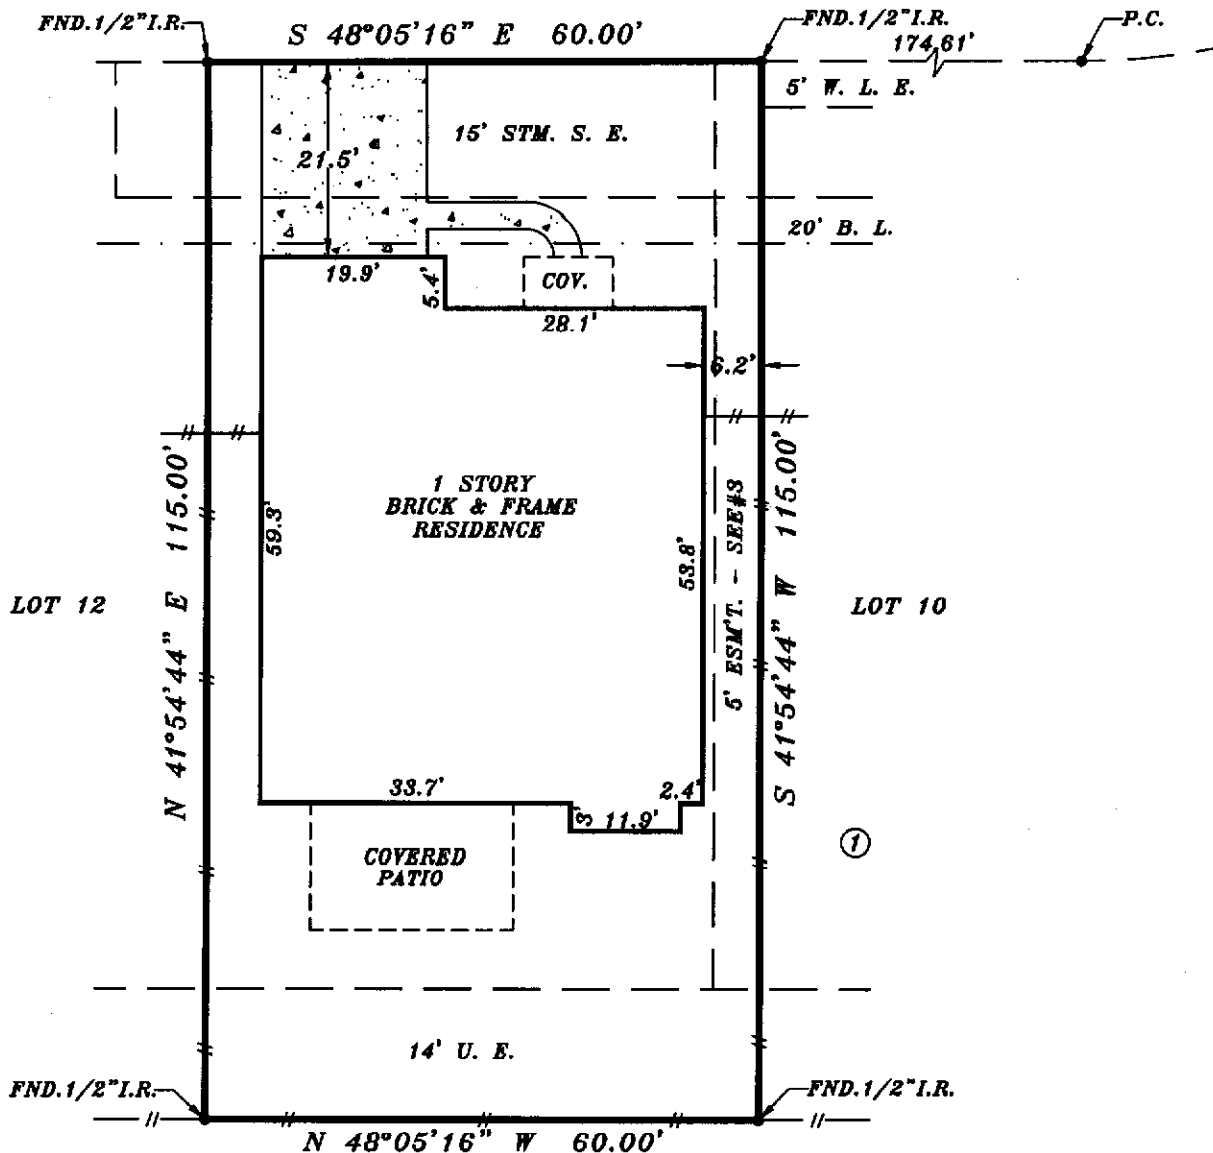 FND.1/2"I.R.
S 48°05'16" E 60.00'
FND.1/2"I.R.
174.61'
P.C.
5' W. L. E.
15' STM. S. E.
21.5'
20' B. L.
19.9'
5.4'
COV.
28.1'
6.2'
N 41°54'44" E 115.00'
59.3'
1 STORY
BRICK & FRAME
RESIDENCE
53.8'
5' ESM'T. - SEE#3
S 41°54'44" W 115.00'
LOT 12
LOT 10
33.7'
2.4'
3'
11.9'
1
COVERED
PATIO
14' U. E.
FND.1/2"I.R.
FND.1/2"I.R.
N 48°05'16" W 60.00'